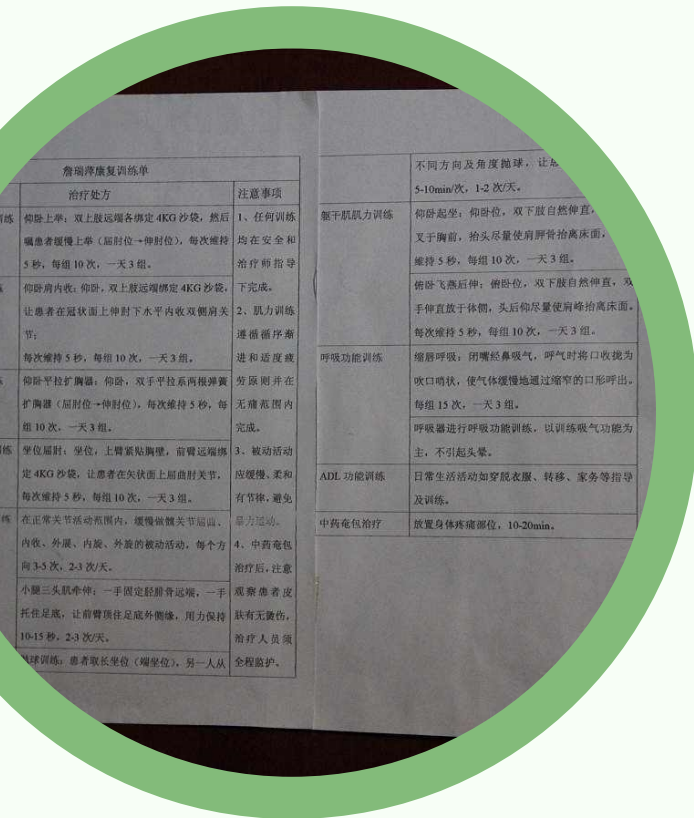 詹瑞萍康复训练单
治疗处方
注意事项
训练
仰卧上举：双上肢远端各绑定 4KG 沙袋，然后
嘱患者缓慢上举（屈肘位→伸肘位），每次维持
5 秒，每组 10 次，一天 3 组。
仰卧肩内收：仰卧，双上肢远端绑定 4KG 沙袋，
让患者在冠状面上伸肘下水平内收双侧肩关
节；
每次维持 5 秒，每组 10 次，一天 3 组。
仰卧平拉扩胸器：仰卧，双手平拉系两根弹簧
扩胸器（屈肘位→伸肘位），每次维持 5 秒，每
组 10 次，一天 3 组。
练
坐位屈肘：坐位，上臂紧贴胸壁，前臂远端绑
定 4KG 沙袋，让患者在矢状面上屈曲肘关节，
每次维持 5 秒，每组 10 次，一天 3 组。
练
在正常关节活动范围内，缓慢做髋关节屈曲、
内收、外展、内旋、外旋的被动活动，每个方
向 3-5 次，2-3 次/天。
小腿三头肌牵伸：一手固定胫腓骨远端，一手
托住足底，让前臂顶住足底外侧缘，用力保持
10-15 秒，2-3 次/天。
球训练：患者取长坐位（端坐位），另一人从
1、任何训练
均在安全和
治疗师指导
下完成。
2、肌力训练
遵循循序渐
进和适度疲
劳原则并在
无痛范围内
完成。
3、被动活动
应缓慢、柔和
有节律，避免
暴力运动。
4、中药奄包
治疗后，注意
观察患者皮
肤有无烫伤，
治疗人员须
全程监护。
不同方向及角度抛球，让
5-10min/次，1-2 次/天。
躯干肌肌力训练
仰卧起坐：仰卧位，双下肢自然伸直，
叉于胸前，抬头尽量使肩胛骨抬离床面，
维持 5 秒，每组 10 次，一天 3 组。
俯卧飞燕后伸：俯卧位，双下肢自然伸直，双
手伸直放于体侧，头后仰尽量使肩峰抬离床面。
每次维持 5 秒，每组 10 次，一天 3 组。
呼吸功能训练
缩唇呼吸：闭嘴经鼻吸气，呼气时将口收拢为
吹口哨状，使气体缓慢地通过缩窄的口形呼出。
每组 15 次，一天 3 组。
呼吸器进行呼吸功能训练，以训练吸气功能为
主，不引起头晕。
ADL 功能训练
日常生活活动如穿脱衣服、转移、家务等指导
及训练。
中药奄包治疗
放置身体疼痛部位，10-20min。